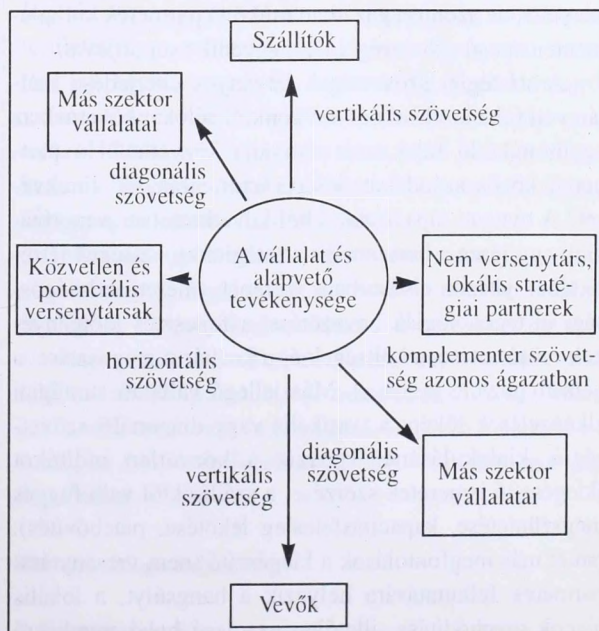 Szállítók
vertikális szövetség
Más szektor
vállalatai
diagonális
szövetség
A vállalat és
alapvető
tevékenysége
Közvetlen és
potenciális
versenytársak
horizontális
szövetség
Nem versenytárs,
lokális straté-
giai partnerek
komplementer szövet-
ség azonos ágazatban
diagonális
szövetség
Más szektor
vállalatai
vertikális
szövetség
Vevők